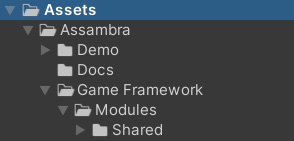 Assets
Assambra
Demo
Docs
Game Framework
Modules
Shared